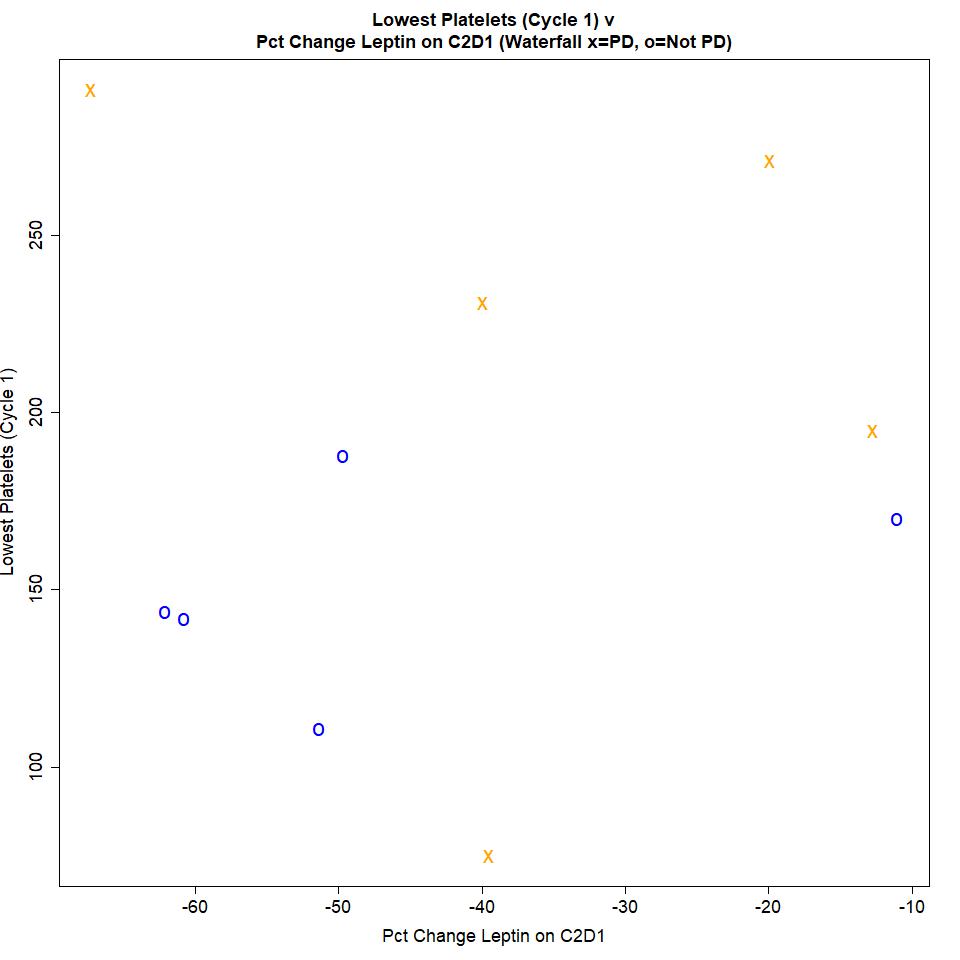 Lowest Platelets (Cycle 1) v
Pct Change Leptin on C2D1 (Waterfall x=PD, o=Not PD)
X
X
250
X
200
X
O
Lowest Platelets (Cycle 1)
O
150
O
O
O
100
X
-60 -50 -40 -30 -20 -10
Pct Change Leptin on C2D1